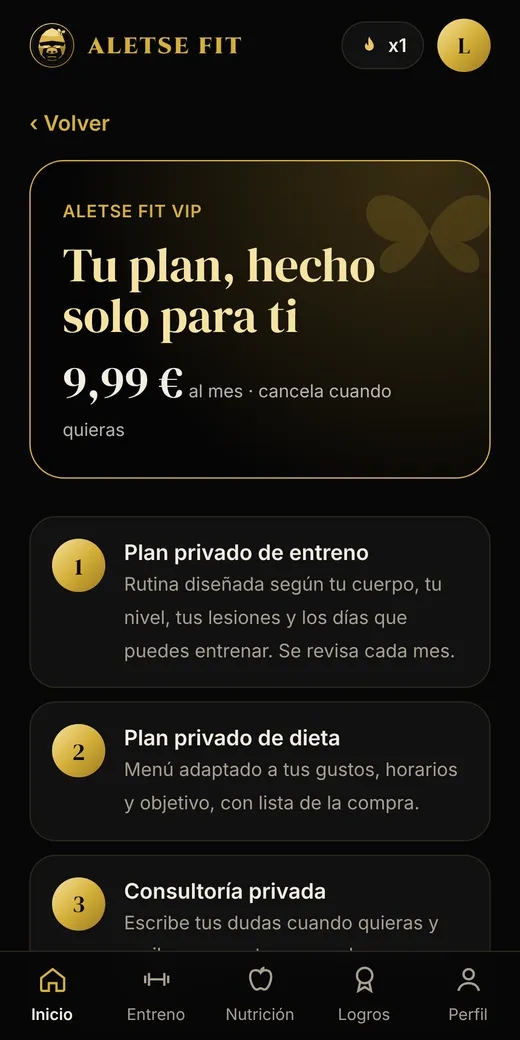 ALETSE FIT
x1
L
‹ Volver
ALETSE FIT VIP
Tu plan, hecho
solo para ti
9,99 € al mes · cancela cuando
quieras
1
Plan privado de entreno
Rutina diseñada según tu cuerpo, tu
nivel, tus lesiones y los días que
puedes entrenar. Se revisa cada mes.
2
Plan privado de dieta
Menú adaptado a tus gustos, horarios
y objetivo, con lista de la compra.
3
Consultoría privada
Escribe tus dudas cuando quieras y
Inicio
Entreno
Nutrición
Logros
Perfil